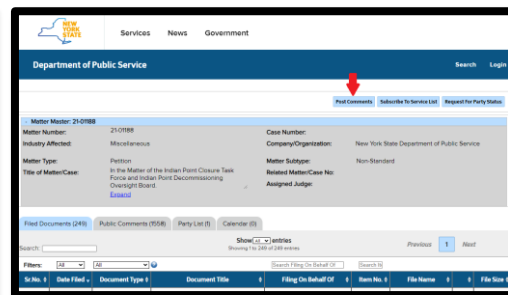 NEW YORK STATE
Services News Government
Department of Public Service
Search Login
Post Comments Subscribe To Service List Request For Party Status
Matter Master: 21-01188
Matter Number: 21-01188 Case Number:
Industry Affected: Miscellaneous Company/Organization: New York State Department of Public Service
Matter Type: Petition Matter Subtype: Non-Standard
Title of Matter/Case: In the Matter of the Indian Point Closure Task Related Matter/Case No:
Force and Indian Point Decommissioning Assigned Judge:
Oversight Board.
Expand
Filed Documents (249) Public Comments (1558) Party List (1) Calendar (0)
Show All entries
Search: Showing 1 to 249 of 249 entries Previous 1 Next
Filters: All All Search Filing On Behalf Of Search N
Sr.No. Date Filed Document Type Document Title Filing On Behalf Of Item No. File Name File Size